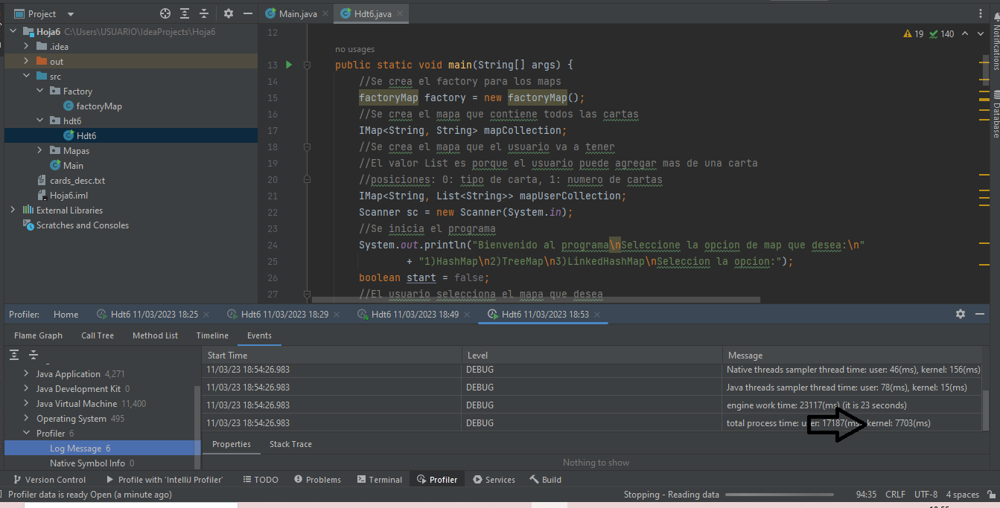 Project
Main.java
Hdt6.java
Hoja6 C:\Users\USUARIO\IdeaProjects\Hoja6
.idea
out
src
Factory
factoryMap
hdt6
Hdt6
Mapas
Main
cards_desc.txt
Hoja6.iml
External Libraries
Scratches and Consoles
19 140
12
no usages
13 public static void main(String[] args) {
14 //Se crea el factory para los maps
15 factoryMap factory = new factoryMap();
16 //Se crea el mapa que contiene todos las cartas
17 IMap<String, String> mapCollection;
18 //Se crea el mapa que el usuario va a tener
19 //El valor List es porque el usuario puede agregar mas de una carta
20 //posiciones: 0: tipo de carta, 1: numero de cartas
21 IMap<String, List<String>> mapUserCollection;
22 Scanner sc = new Scanner(System.in);
23 //Se inicia el programa
24 System.out.println("Bienvenido al programa\nSeleccione la opcion de map que desea:\n"
25 + "1)HashMap\n2)TreeMap\n3)LinkedHashMap\nSeleccion la opcion:");
26 boolean start = false;
27 //El usuario selecciona el mapa que desea
Notifications
Database
Profiler: Home Hdt6 11/03/2023 18:25 Hdt6 11/03/2023 18:29 Hdt6 11/03/2023 18:49 Hdt6 11/03/2023 18:53
Flame Graph Call Tree Method List Timeline Events
Java Application 4,271
Java Development Kit 0
Java Virtual Machine 11,400
Operating System 495
Profiler 6
Log Message 6
Native Symbol Info 0
Start Time Level Message
11/03/23 18:54:26.983 DEBUG Native threads sampler thread time: user: 46(ms), kernel: 156(ms)
11/03/23 18:54:26.983 DEBUG Java threads sampler thread time: user: 78(ms), kernel: 15(ms)
11/03/23 18:54:26.983 DEBUG engine work time: 23117(ms) (it is 23 seconds)
11/03/23 18:54:26.983 DEBUG total process time: user: 17187(ms, kernel: 7703(ms)
Properties Stack Trace
Nothing to show
Version Control Profile with 'IntelliJ Profiler' TODO Problems Terminal Profiler Services Build
Profiler data is ready Open (a minute ago) Stopping - Reading data 94:35 CRLF UTF-8 4 spaces